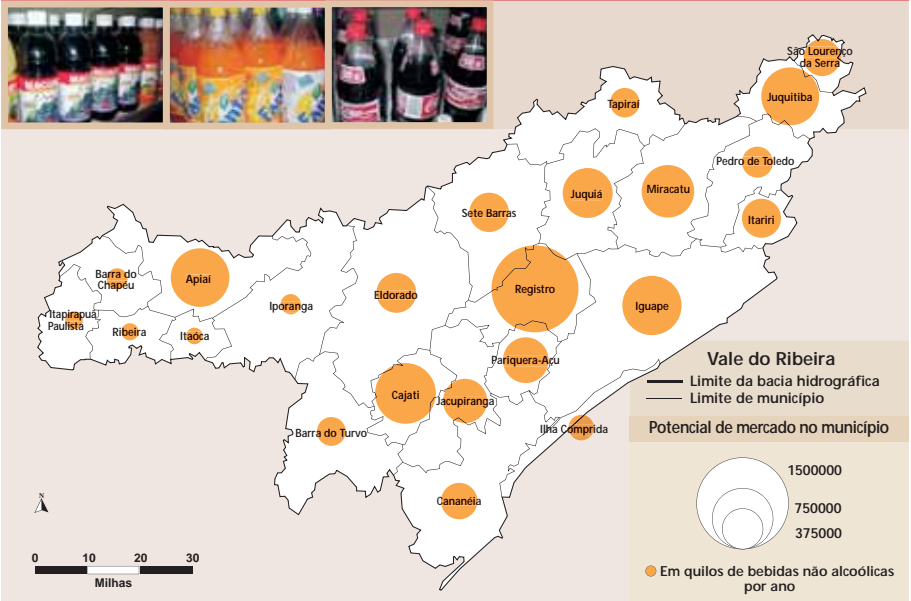 São Lourenço
da Serra
Juquitiba
Tapiraí
Pedro de Toledo
Juquiá
Miracatu
Sete Barras
Itariri
Barra do
Chapéu
Apiaí
Eldorado
Registro
Iporanga
Iguape
Itapirapuã
Paulista
Ribeira
Itaóca
Pariquera-Açu
Cajati
Jacupiranga
Barra do Turvo
Ilha Comprida
Cananéia
N
0 10 20 30
Milhas
Vale do Ribeira
Limite da bacia hidrográfica
Limite de município
Potencial de mercado no município
1500000
750000
375000
Em quilos de bebidas não alcoólicas
por ano